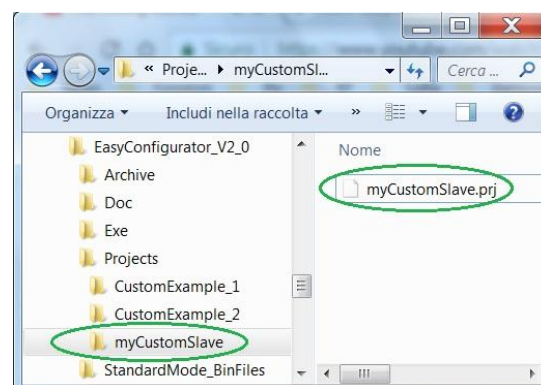 « Proje... ▸ myCustomSl...
Cerca ...
Organizza
Includi nella raccolta
»
Nome
EasyConfigurator_V2_0
Archive
Doc
Exe
Projects
CustomExample_1
CustomExample_2
myCustomSlave
StandardMode_BinFiles
myCustomSlave.prj